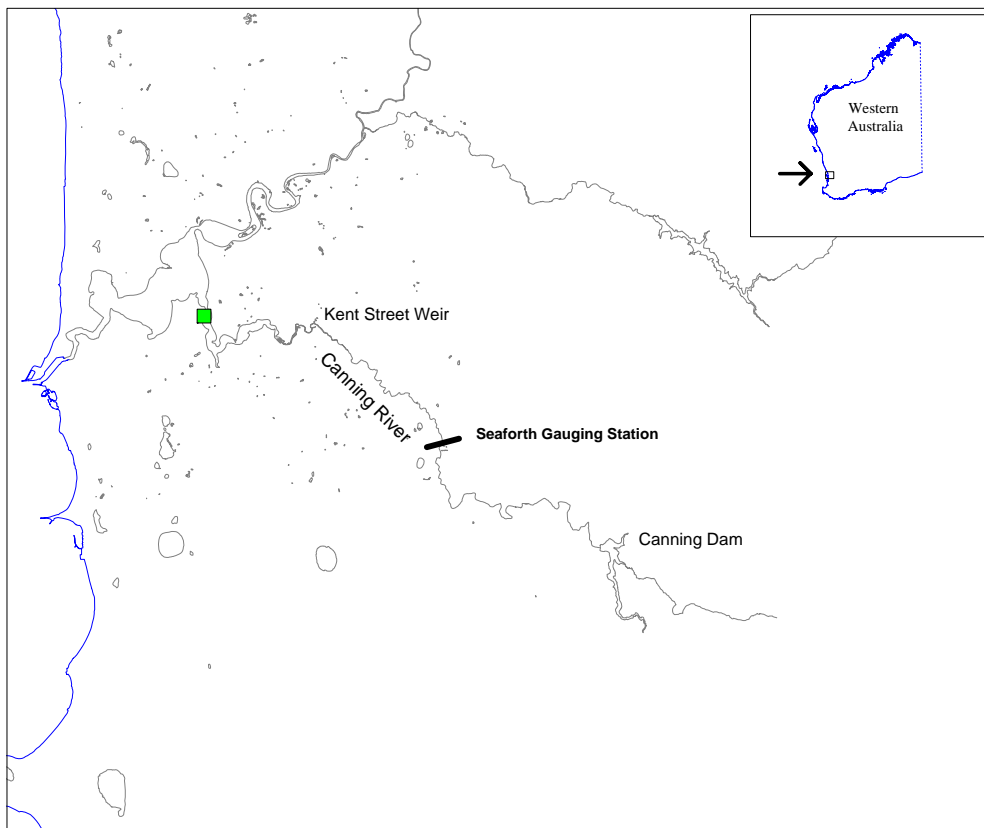 Western
Australia
Kent Street Weir
Canning River
Seaforth Gauging Station
Canning Dam